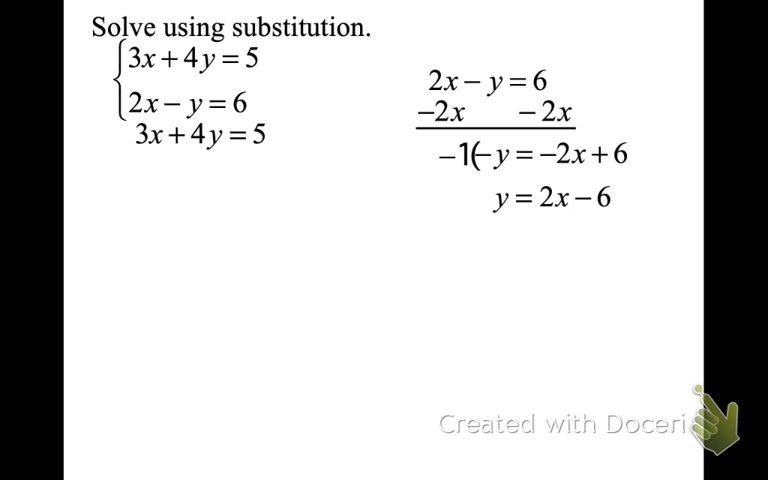 Solve using substitution.
3x + 4y = 5
2x − y = 6
3x + 4y = 5
2x − y = 6
−2x − 2x
−1(−y = −2x + 6
y = 2x − 6
Created with Doceri